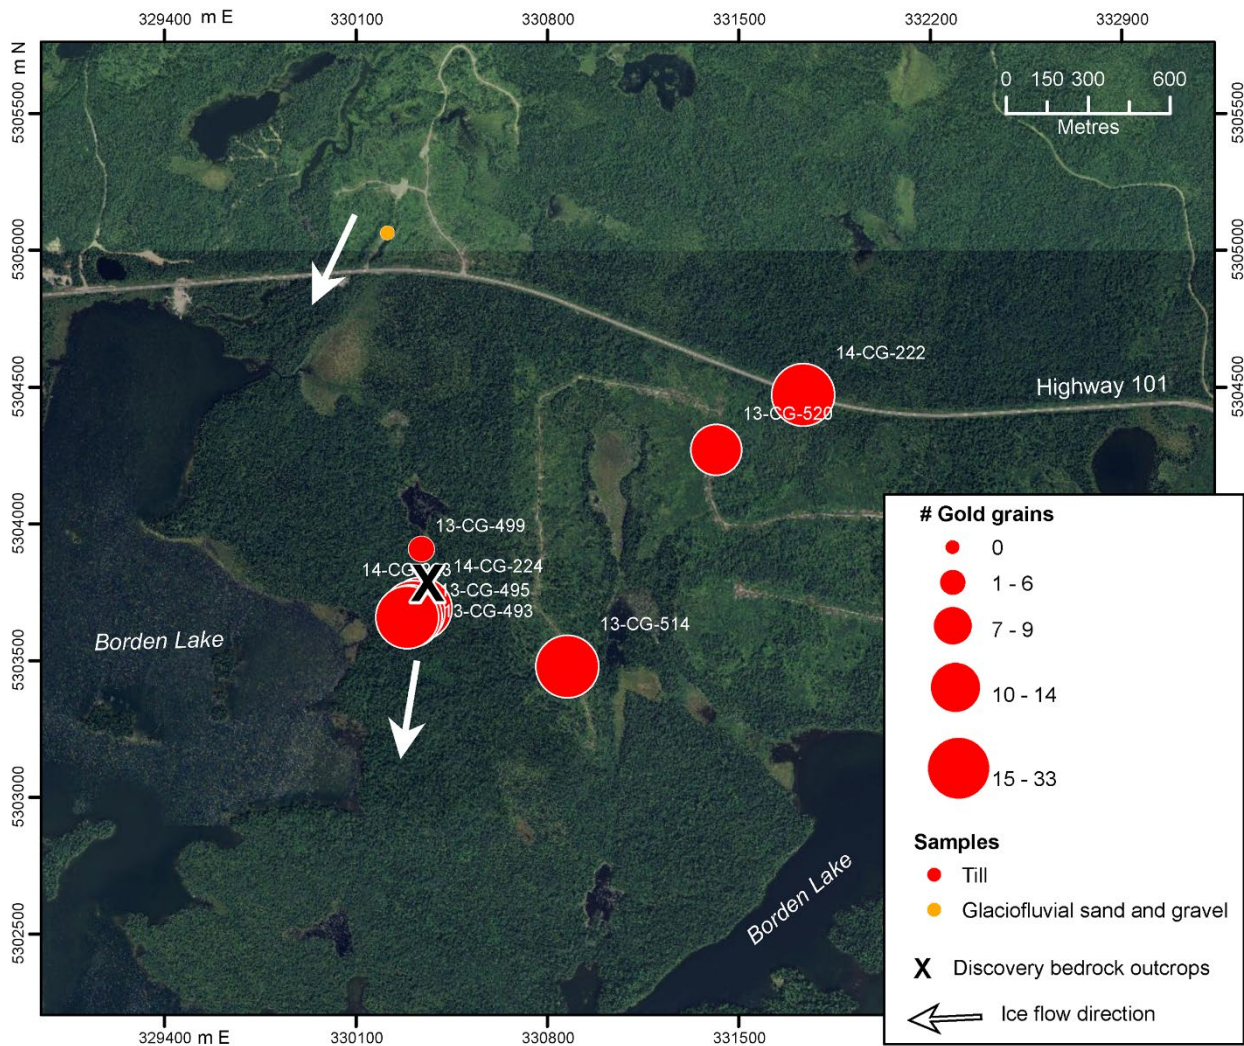 329400 m E 330100 330800 331500 332200 332900
5305500 m N
5305000
5304500
5304000
5303500
5303000
5302500
5305500
5305000
5304500
0 150 300 600
Metres
14-CG-222
Highway 101
13-CG-520
13-CG-499
14-CG-224
13-CG-495
13-CG-493
13-CG-514
Borden Lake
Borden Lake
# Gold grains
0
1 - 6
7 - 9
10 - 14
15 - 33
Samples
Till
Glaciofluvial sand and gravel
X Discovery bedrock outcrops
Ice flow direction
329400 m E 330100 330800 331500